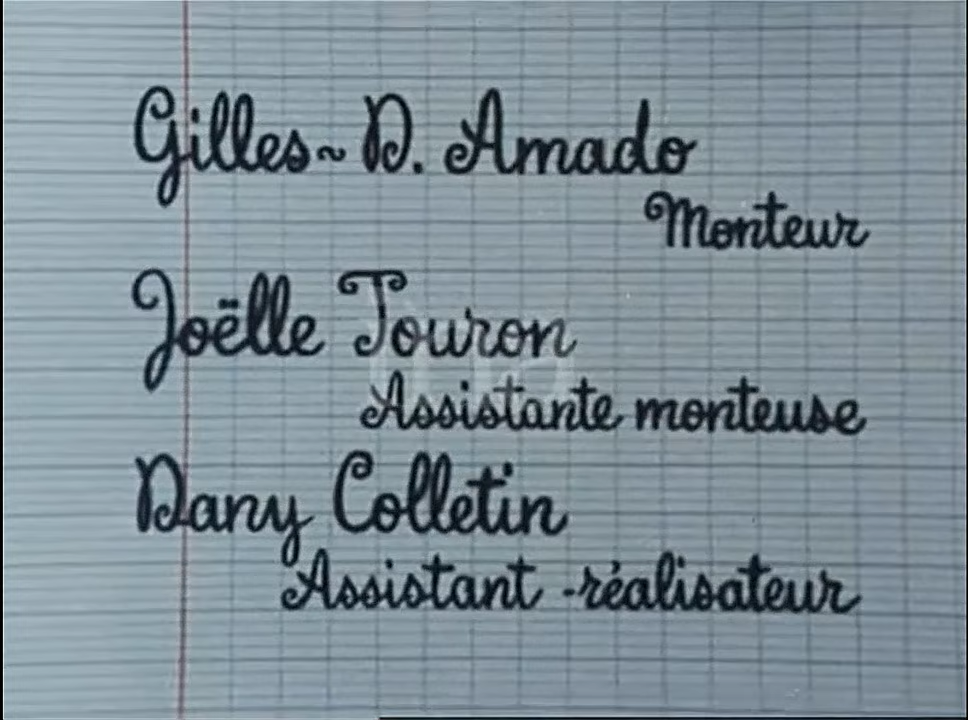 Gilles~D. Amado
Monteur
Joëlle Touron
Assistante monteuse
Dany Colletin
Assistant-réalisateur